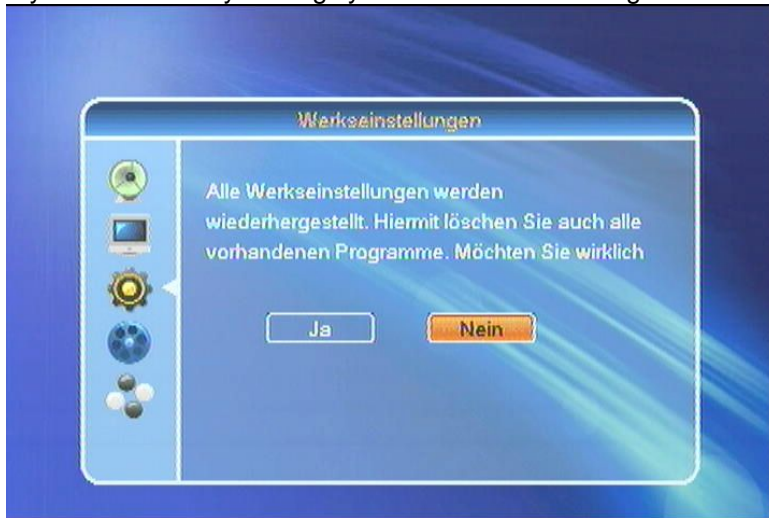 Werkseinstellungen
Alle Werkseinstellungen werden
wiederhergestellt. Hiermit löschen Sie auch alle
vorhandenen Programme. Möchten Sie wirklich
Ja Nein